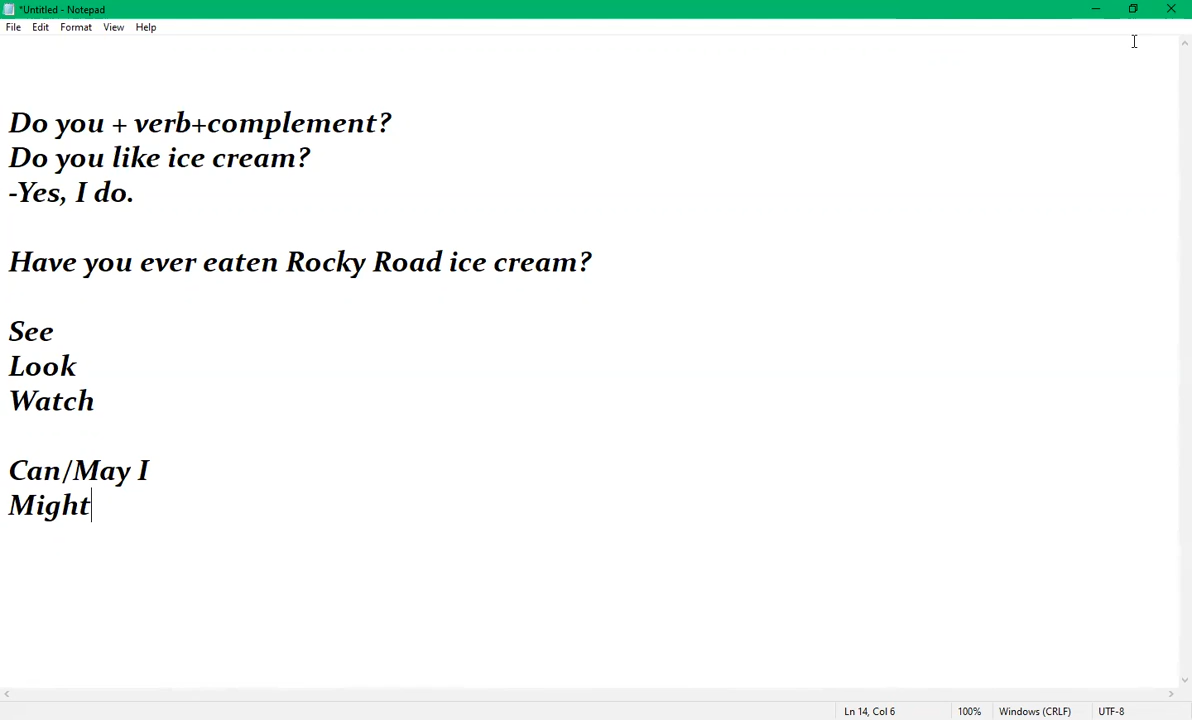 *Untitled - Notepad
File Edit Format View Help
Do you + verb+complement?
Do you like ice cream?
-Yes, I do.
Have you ever eaten Rocky Road ice cream?
See
Look
Watch
Can/May I
Might
Ln 14, Col 6 100% Windows (CRLF) UTF-8